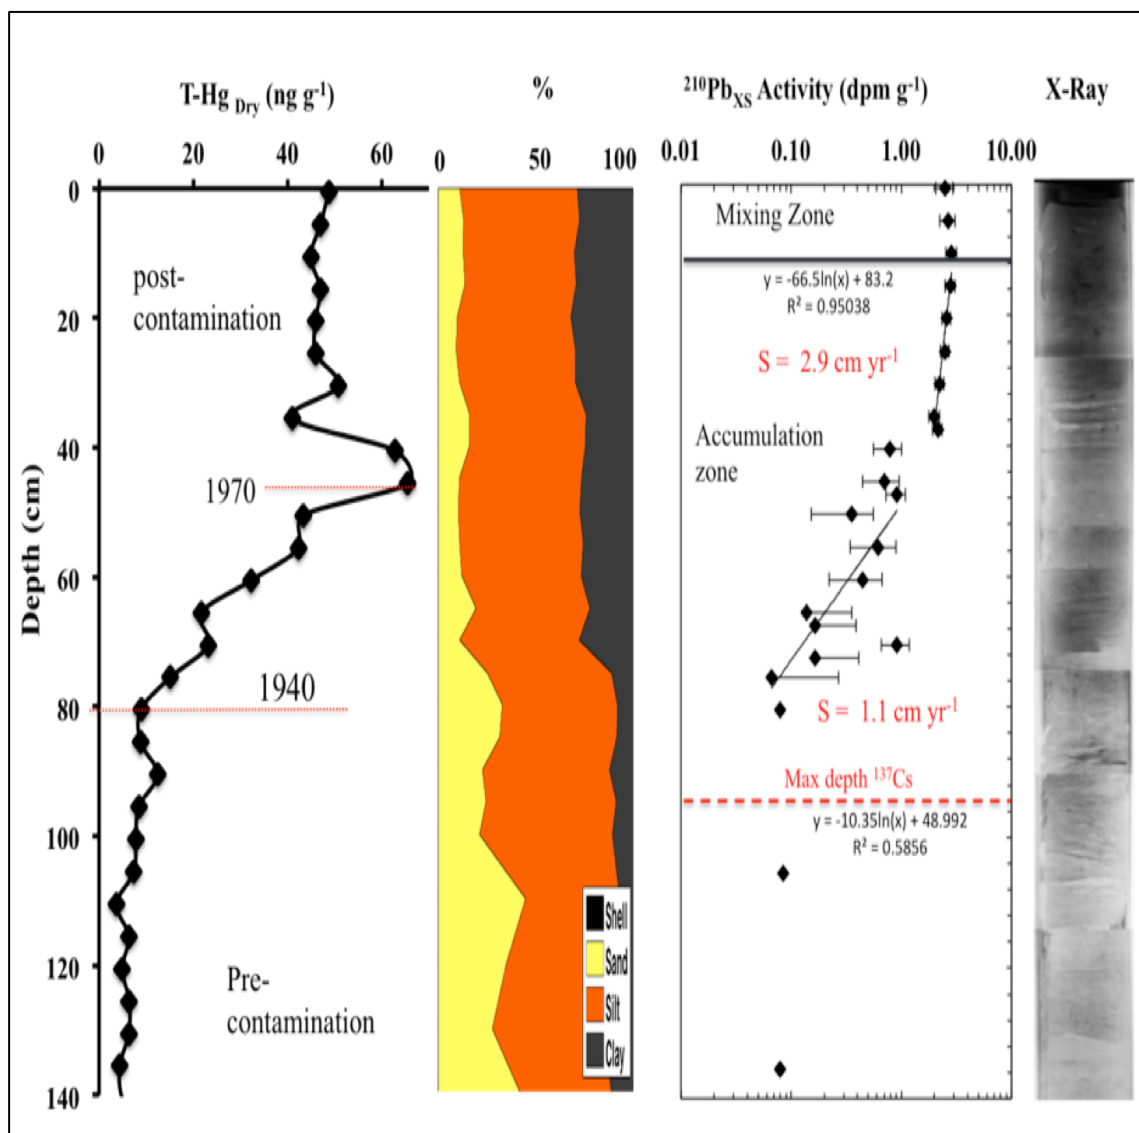 T-Hg Dry (ng g-1)
%
210PbXS Activity (dpm g-1)
X-Ray
0 20 40 60
0 50 100
0.01 0.10 1.00 10.00
0
20
40
60
80
100
120
140
Depth (cm)
post-
contamination
1970
1940
Pre-
contamination
Shell
Sand
Silt
Clay
Mixing Zone
y = -66.5ln(x) + 83.2
R² = 0.95038
S = 2.9 cm yr-1
Accumulation
zone
S = 1.1 cm yr-1
Max depth 137Cs
y = -10.35ln(x) + 48.992
R² = 0.5856